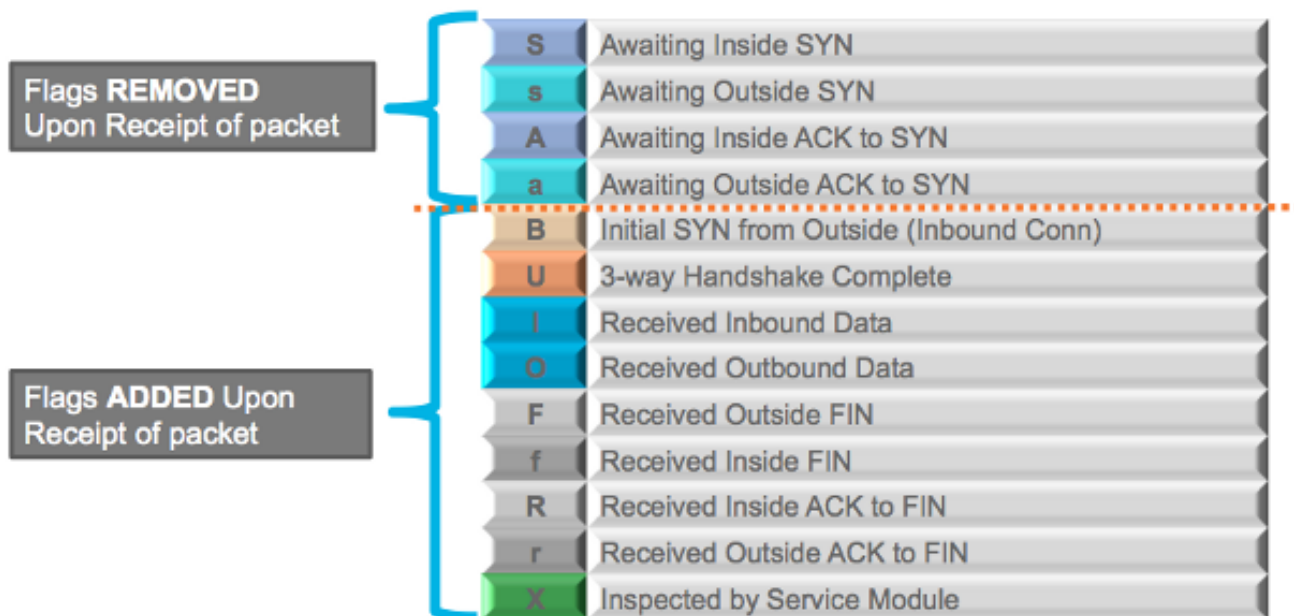 Flags REMOVED
Upon Receipt of packet
S Awaiting Inside SYN
s Awaiting Outside SYN
A Awaiting Inside ACK to SYN
a Awaiting Outside ACK to SYN
Flags ADDED Upon
Receipt of packet
B Initial SYN from Outside (Inbound Conn)
U 3-way Handshake Complete
I Received Inbound Data
O Received Outbound Data
F Received Outside FIN
f Received Inside FIN
R Received Inside ACK to FIN
r Received Outside ACK to FIN
X Inspected by Service Module